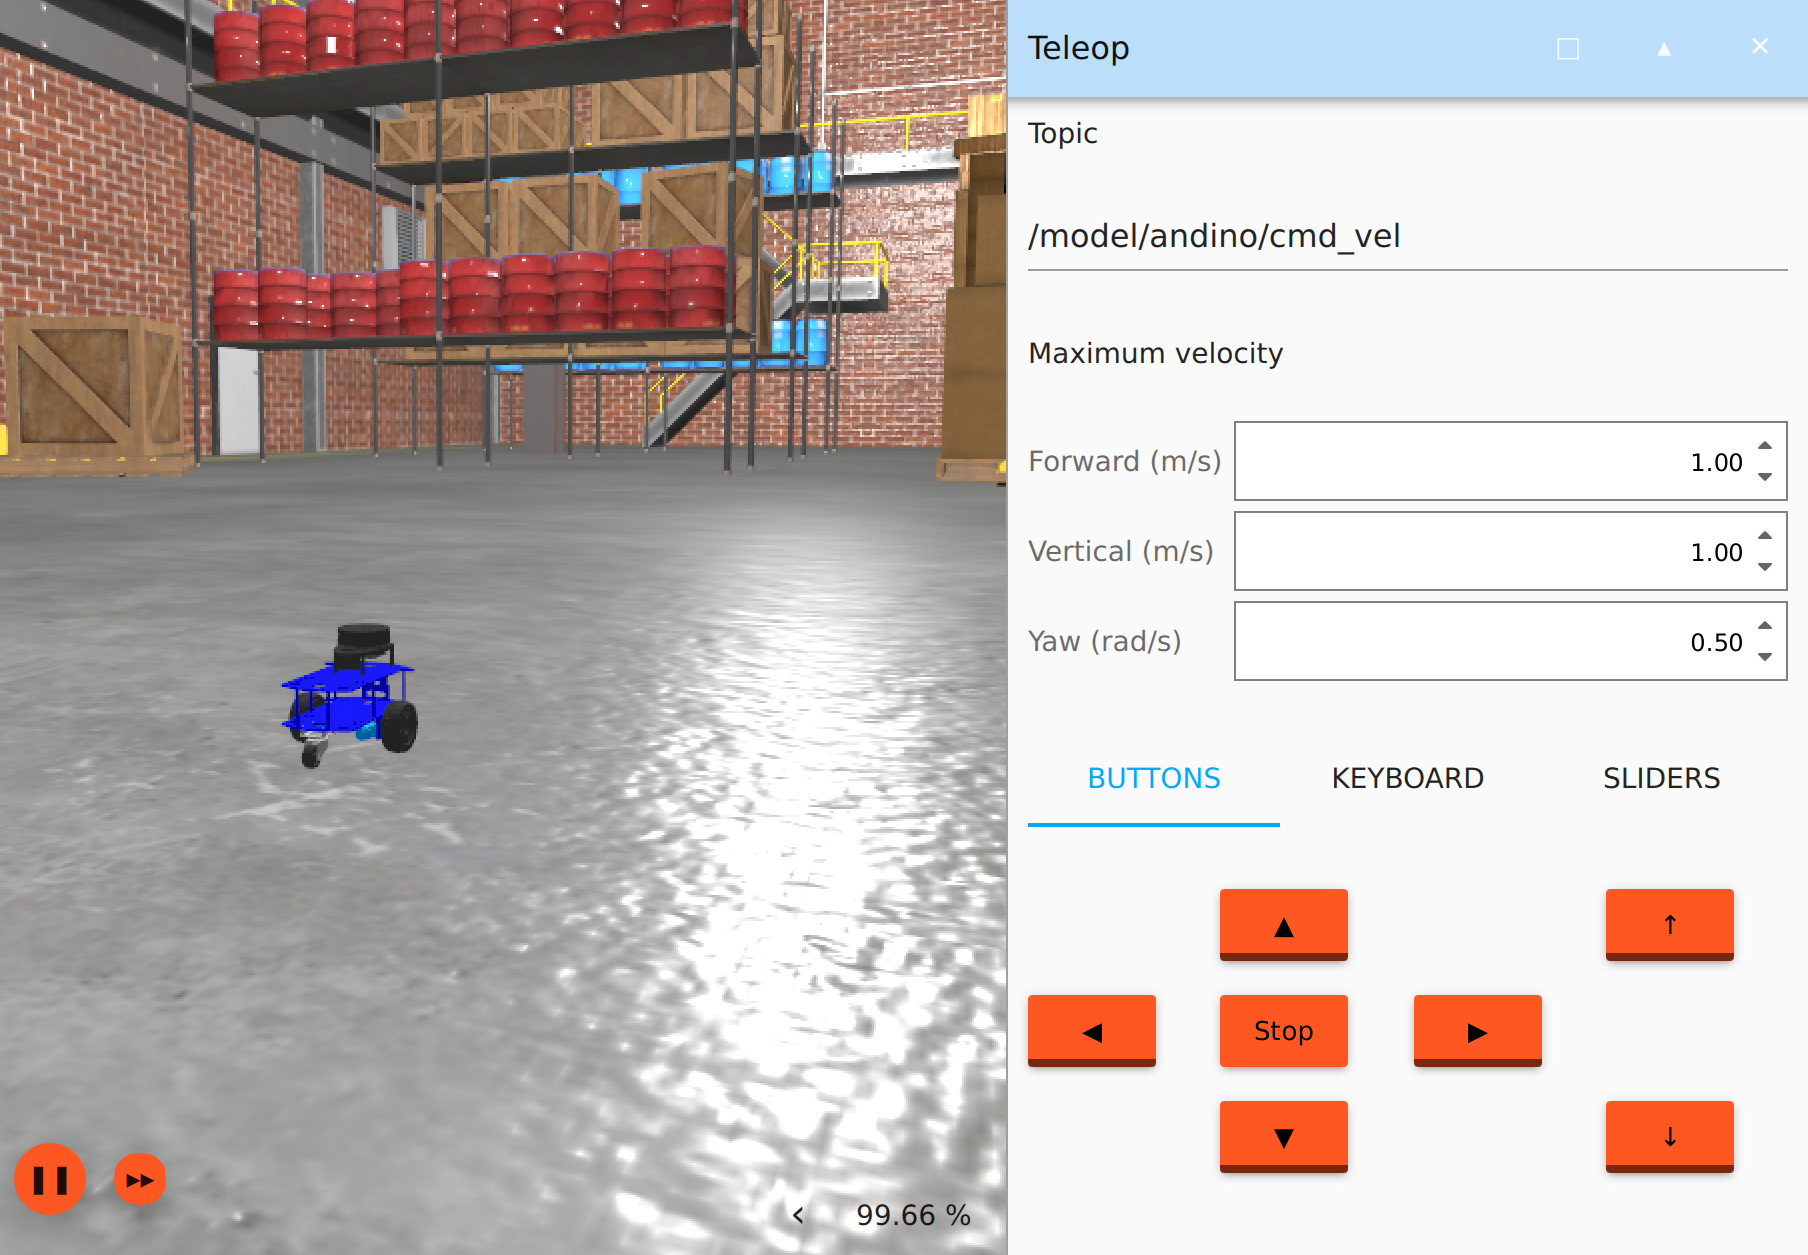 Teleop
Topic
/model/andino/cmd_vel
Maximum velocity
Forward (m/s) 1.00
Vertical (m/s) 1.00
Yaw (rad/s) 0.50
BUTTONS KEYBOARD SLIDERS
Stop
99.66 %